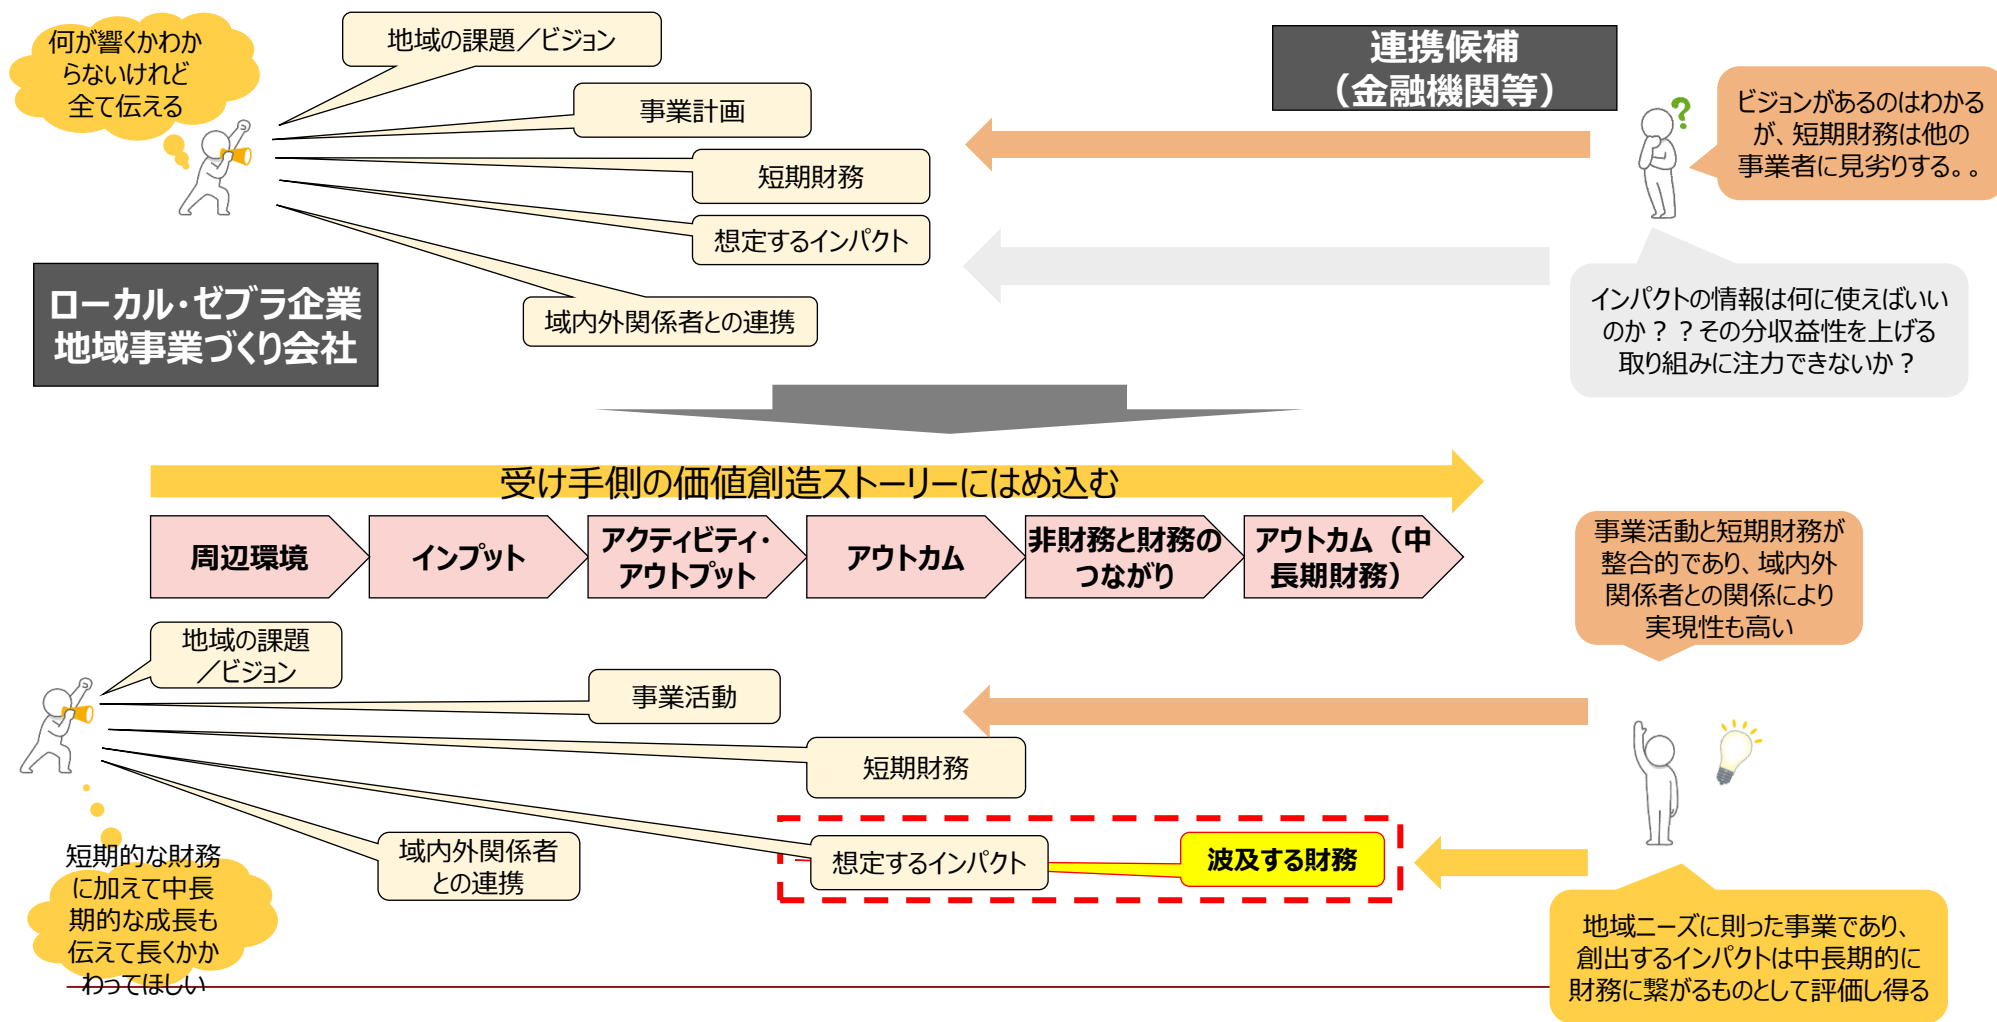 何が響くかわか
らないけれど
全て伝える
地域の課題／ビジョン
事業計画
短期財務
想定するインパクト
域内外関係者との連携
ローカル・ゼブラ企業
地域事業づくり会社
連携候補
（金融機関等）
ビジョンがあるのはわかる
が、短期財務は他の
事業者に見劣りする。。
インパクトの情報は何に使えばいい
のか？？その分収益性を上げる
取り組みに注力できないか？
受け手側の価値創造ストーリーにはめ込む
周辺環境
インプット
アクティビティ・
アウトプット
アウトカム
非財務と財務の
つながり
アウトカム（中
長期財務）
地域の課題
／ビジョン
事業活動
短期財務
域内外関係者
との連携
想定するインパクト
波及する財務
短期的な財務
に加えて中長
期的な成長も
伝えて長くかか
わってほしい
事業活動と短期財務が
整合的であり、域内外
関係者との関係により
実現性も高い
地域ニーズに則った事業であり、
創出するインパクトは中長期的に
財務に繋がるものとして評価し得る